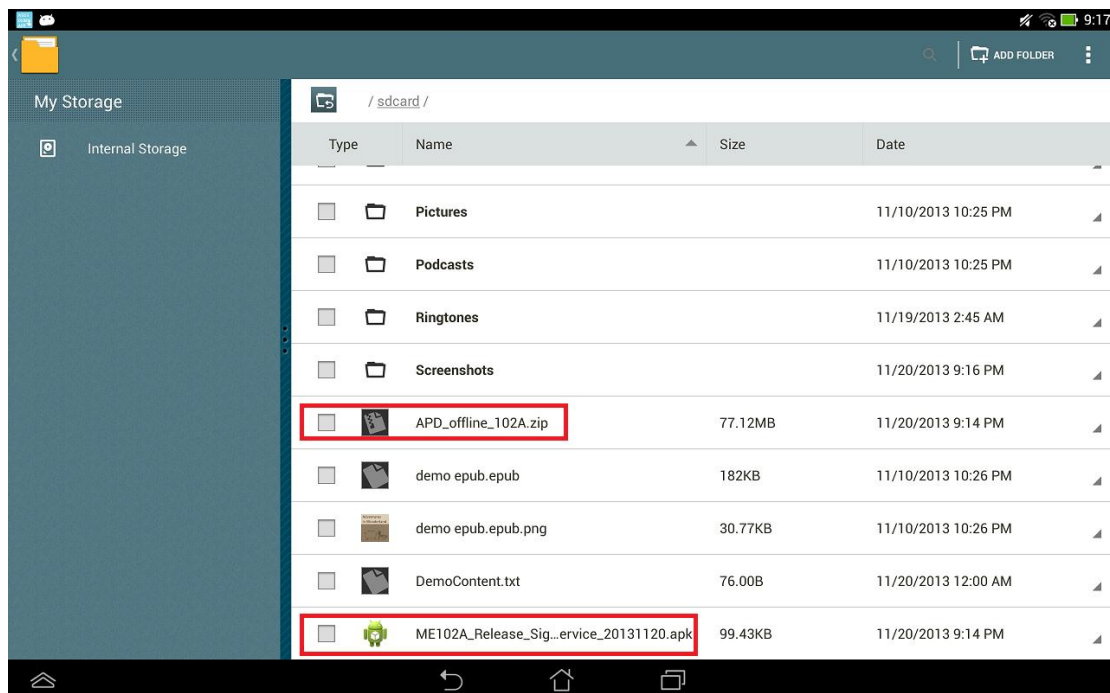 9:17
ADD FOLDER
My Storage
Internal Storage
/ sdcard /
Type Name Size Date
Pictures 11/10/2013 10:25 PM
Podcasts 11/10/2013 10:25 PM
Ringtones 11/19/2013 2:45 AM
Screenshots 11/20/2013 9:16 PM
APD_offline_102A.zip 77.12MB 11/20/2013 9:14 PM
demo epub.epub 182KB 11/10/2013 10:26 PM
demo epub.epub.png 30.77KB 11/10/2013 10:26 PM
DemoContent.txt 76.00B 11/20/2013 12:00 AM
ME102A_Release_Sig...ervice_20131120.apk 99.43KB 11/20/2013 9:14 PM